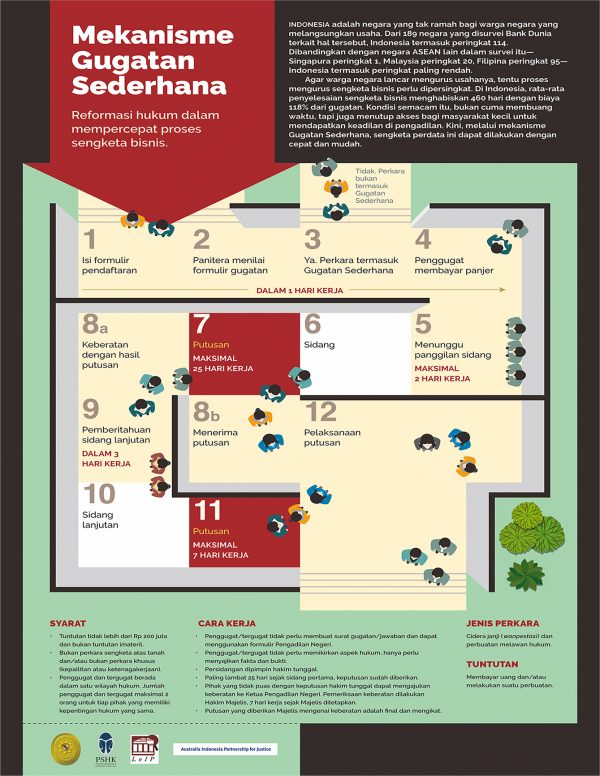 Mekanisme
Gugatan
Sederhana
Reformasi hukum dalam
mempercepat proses
sengketa bisnis.
INDONESIA adalah negara yang tak ramah bagi warga negara yang
melangsungkan usaha. Dari 189 negara yang disurvei Bank Dunia
terkait hal tersebut, Indonesia termasuk peringkat 114.
Dibandingkan dengan negara ASEAN lain dalam survei itu—
Singapura peringkat 1, Malaysia peringkat 20, Filipina peringkat 95—
Indonesia termasuk peringkat paling rendah.
Agar warga negara lancar mengurus usahanya, tentu proses
mengurus sengketa bisnis perlu dipersingkat. Di Indonesia, rata-rata
penyelesaian sengketa bisnis menghabiskan 460 hari dengan biaya
118% dari gugatan. Kondisi semacam itu, bukan cuma membuang
waktu, tapi juga menutup akses bagi masyarakat kecil untuk
mendapatkan keadilan di pengadilan. Kini, melalui mekanisme
Gugatan Sederhana, sengketa perdata ini dapat dilakukan dengan
cepat dan mudah.
Tidak. Perkara
bukan
termasuk
Gugatan
Sederhana
1
Isi formulir
pendaftaran
2
Panitera menilai
formulir gugatan
3
Ya. Perkara termasuk
Gugatan Sederhana
4
Penggugat
membayar panjer
DALAM 1 HARI KERJA
8a
Keberatan
dengan hasil
putusan
7
Putusan
MAKSIMAL
25 HARI KERJA
6
Sidang
5
Menunggu
panggilan sidang
MAKSIMAL
2 HARI KERJA
9
Pemberitahuan
sidang lanjutan
DALAM 3
HARI KERJA
8b
Menerima
putusan
12
Pelaksanaan
putusan
10
Sidang
lanjutan
11
Putusan
MAKSIMAL
7 HARI KERJA
SYARAT
• Tuntutan tidak lebih dari Rp 200 juta
dan bukan tuntutan imateril.
• Bukan perkara sengketa atas tanah
dan/atau bukan perkara khusus
(kepailitan atau ketenagakerjaan).
• Penggugat dan tergugat berada
dalam satu wilayah hukum. Jumlah
penggugat dan tergugat maksimal 2
orang untuk tiap pihak yang memiliki
kepentingan hukum yang sama.
CARA KERJA
• Penggugat/tergugat tidak perlu membuat surat gugatan/jawaban dan dapat
menggunakan formulir Pengadilan Negeri.
• Penggugat/tergugat tidak perlu memikirkan aspek hukum, hanya perlu
menyajikan fakta dan bukti.
• Persidangan dipimpin hakim tunggal.
• Paling lambat 25 hari sejak sidang pertama, keputusan sudah diberikan.
• Pihak yang tidak puas dengan keputusan hakim tunggal dapat mengajukan
keberatan ke Ketua Pengadilan Negeri. Pemeriksaan keberatan dilakukan
Hakim Majelis, 7 hari kerja sejak Majelis ditetapkan.
• Putusan yang diberikan Majelis mengenai keberatan adalah final dan mengikat.
JENIS PERKARA
Cidera janji (wanprestasi) dan
perbuatan melawan hukum.
TUNTUTAN
Membayar uang dan/atau
melakukan suatu perbuatan.
PSHK
LeIP
Australia Indonesia Partnership for Justice